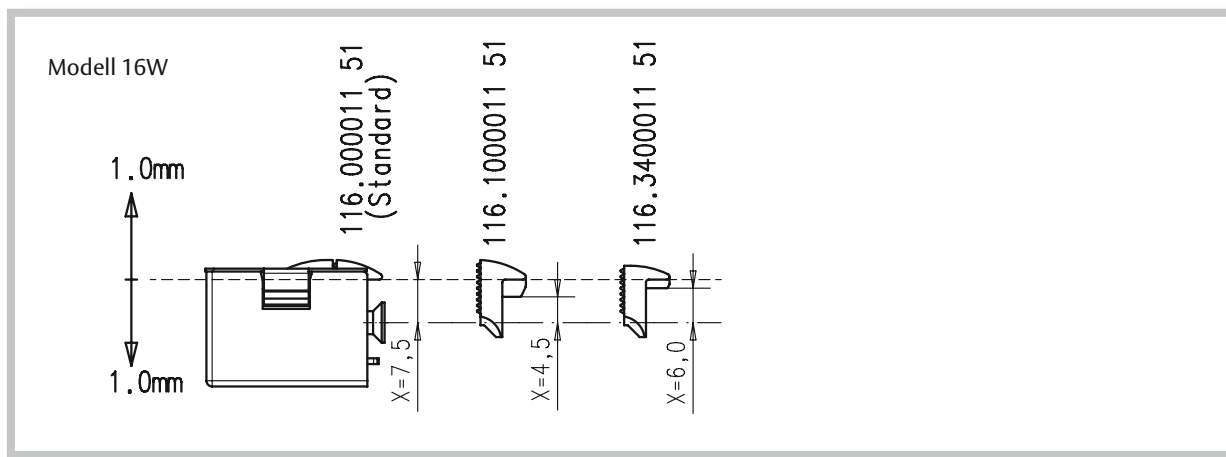 Modell 16W
116.000011 51
(Standard)
116.1000011 51
116.3400011 51
1.0mm
1.0mm
X=7,5
X=4,5
X=6,0